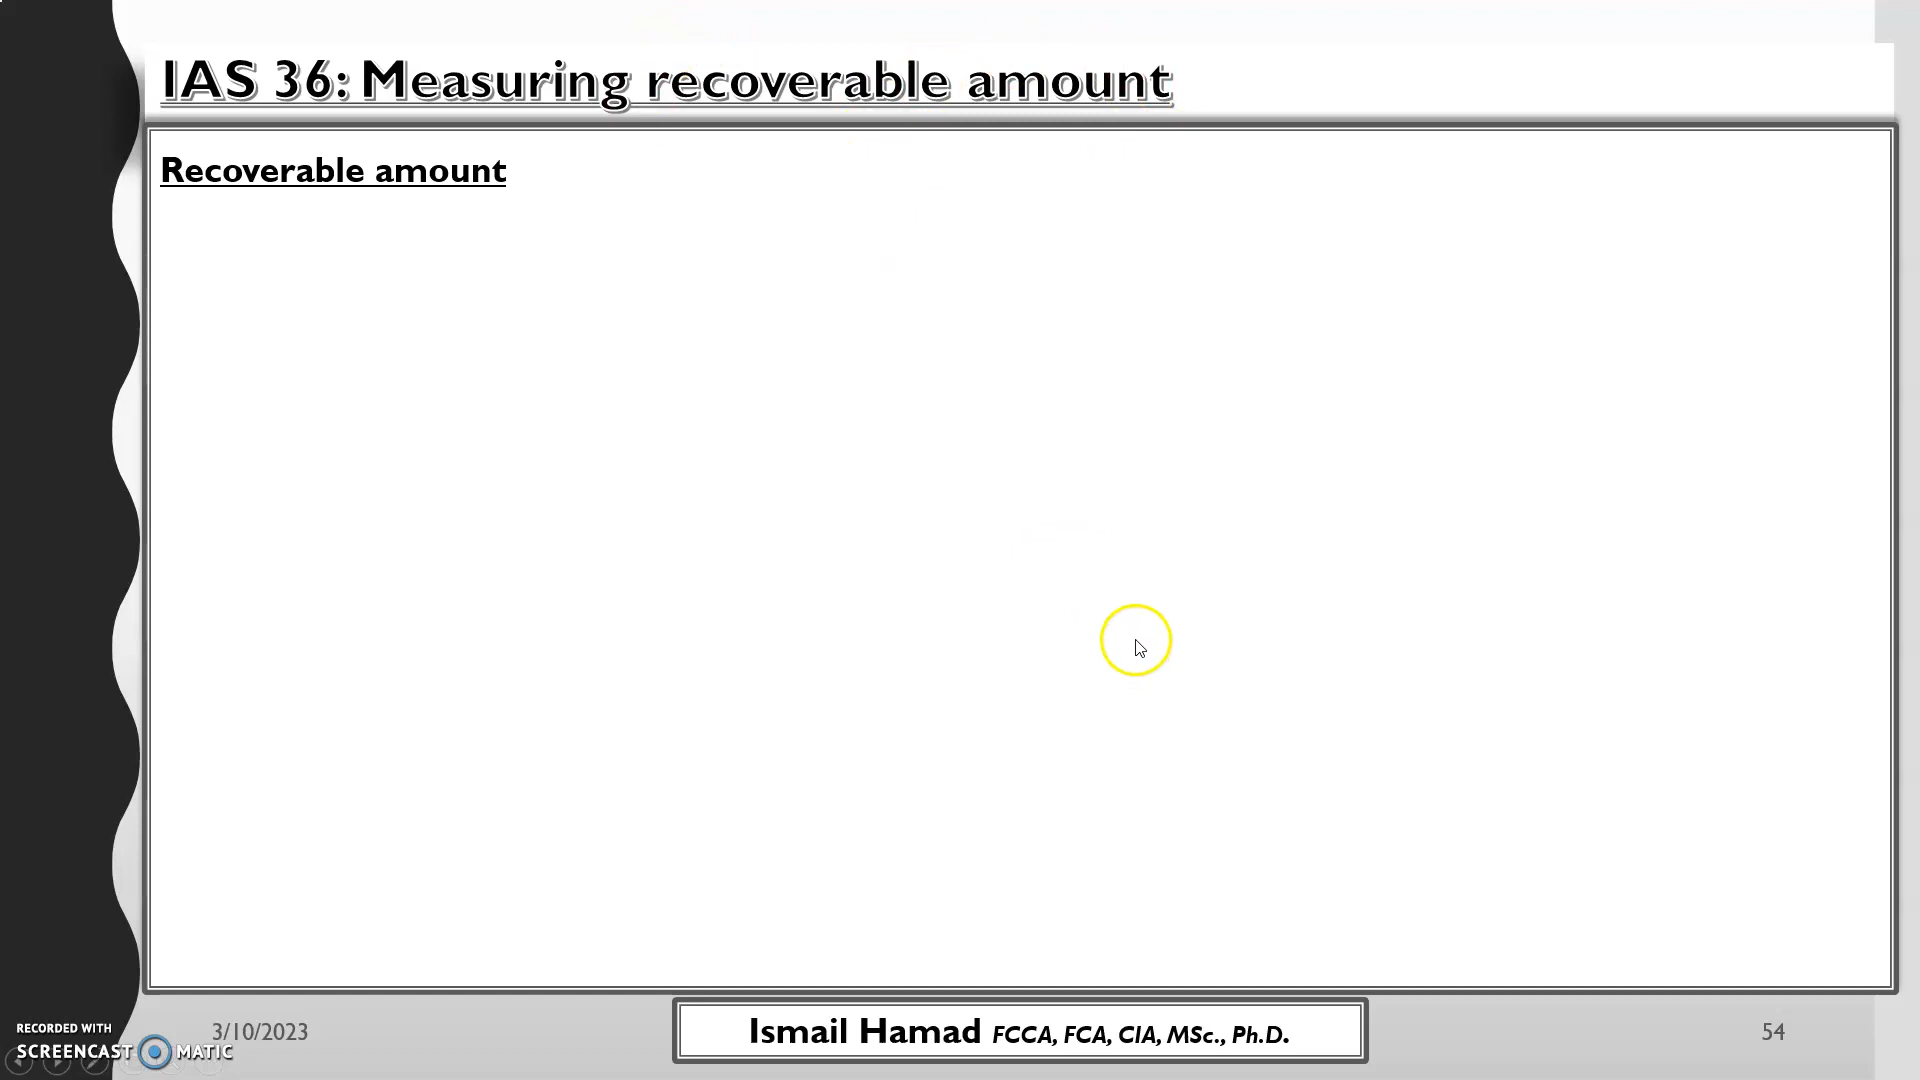 IAS 36: Measuring recoverable amount
Recoverable amount
RECORDED WITH
SCREENCAST MATIC
3/10/2023
Ismail Hamad FCCA, FCA, CIA, MSc., Ph.D.
54